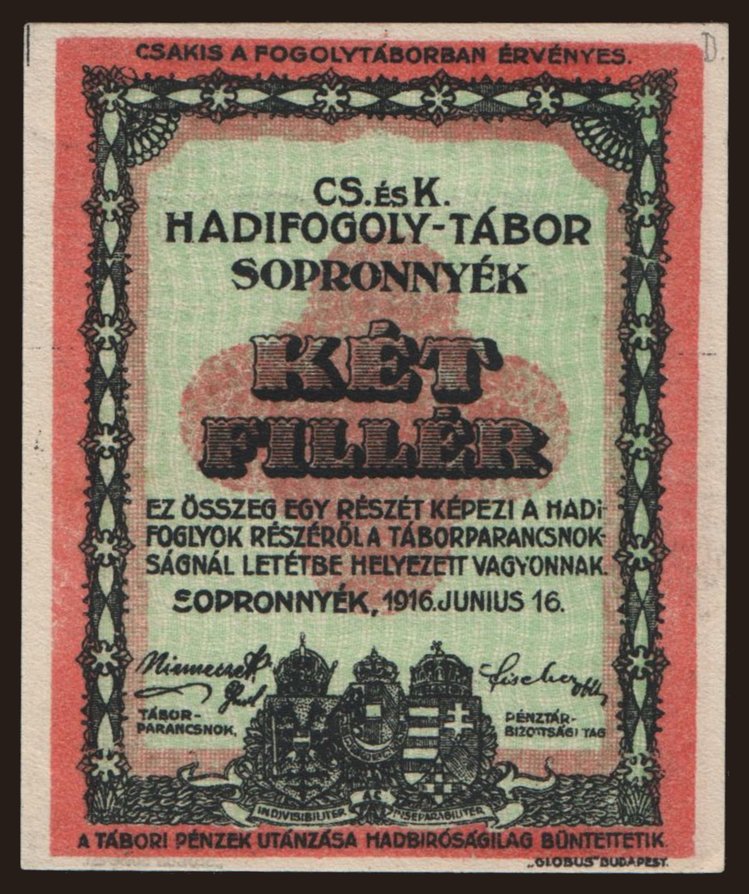 D.
CSAKIS A FOGOLYTÁBORBAN ÉRVÉNYES.
CS. ÉS K.
HADIFOGOLY-TÁBOR
SOPRONNYÉK
KÉT
FILLÉR
EZ ÖSSZEG EGY RÉSZÉT KÉPEZI A HADI-
FOGLYOK RÉSZÉRŐL A TÁBORPARANCSNOK-
SÁGNÁL LETÉTBE HELYEZETT VAGYONNAK.
SOPRONNYÉK, 1916. JUNIUS 16.
TÁBOR-
PARANCSNOK,
Fischer
PÉNZTÁR-
BIZOTTSÁGI TAG
INDIVISIBILITER AC INSEPARABILITER
A TÁBORI PÉNZEK UTÁNZÁSA HADBIRÓSÁGILAG BÜNTETTETIK
„GLOBUS" BUDAPEST.